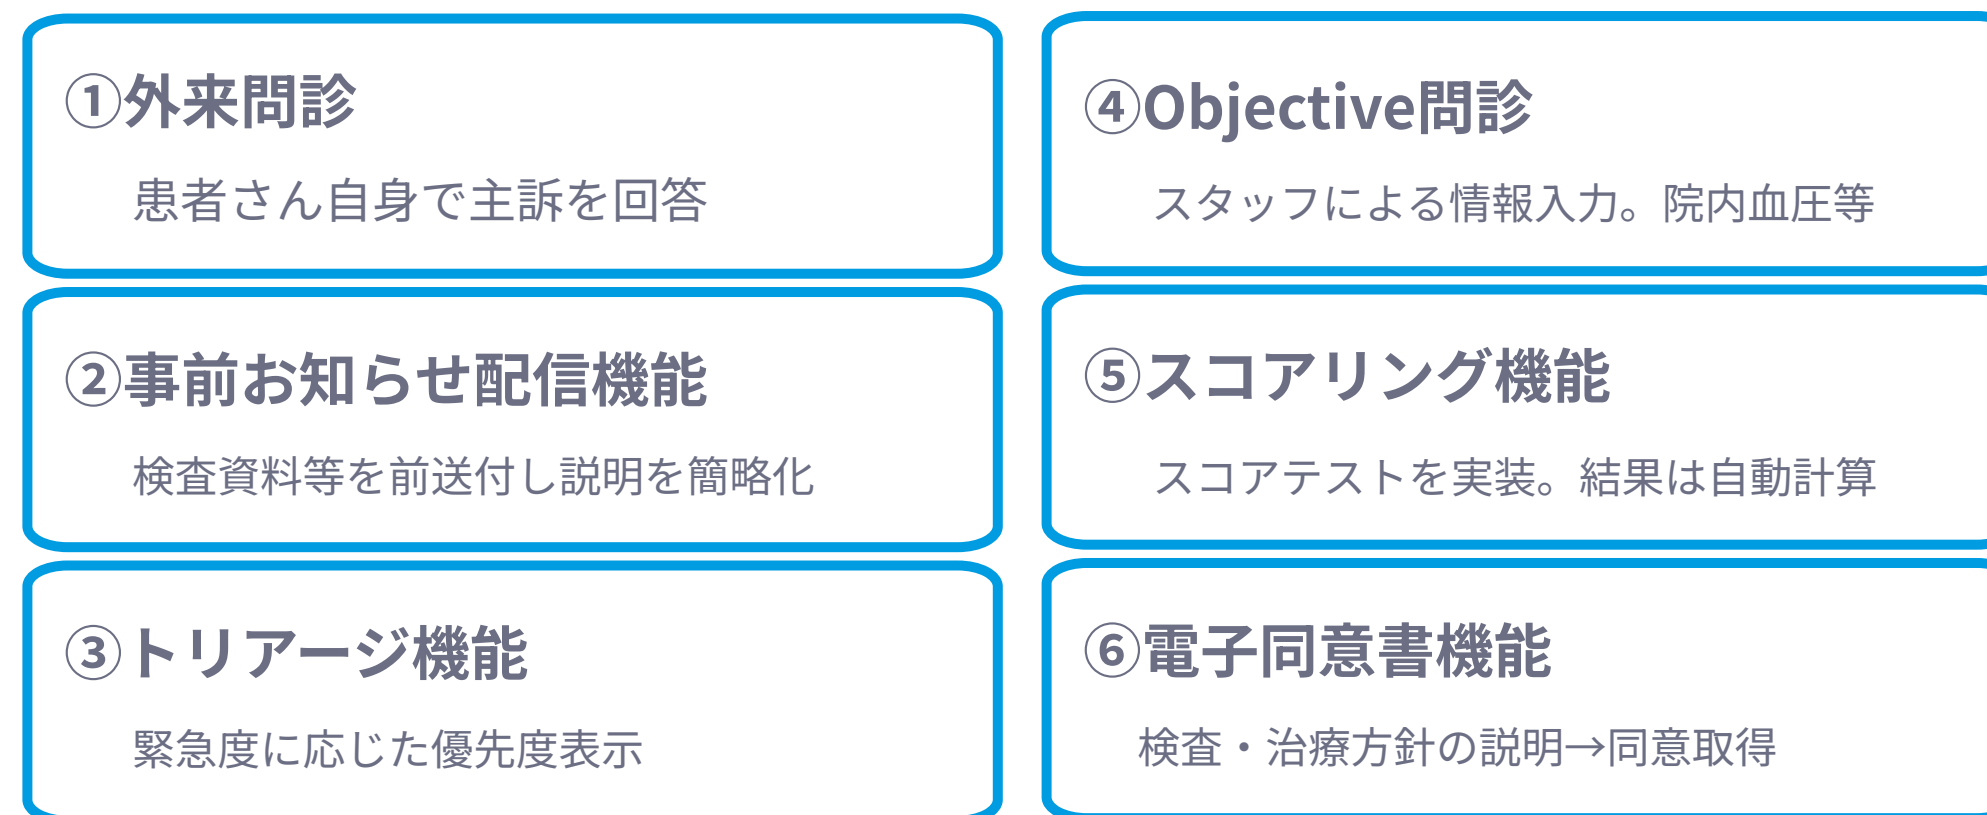 ①外来問診
患者さん自身で主訴を回答
②事前お知らせ配信機能
検査資料等を前送付し説明を簡略化
③トリアージ機能
緊急度に応じた優先度表示
④Objective問診
スタッフによる情報入力。院内血圧等
⑤スコアリング機能
スコアテストを実装。結果は自動計算
⑥電子同意書機能
検査・治療方針の説明→同意取得